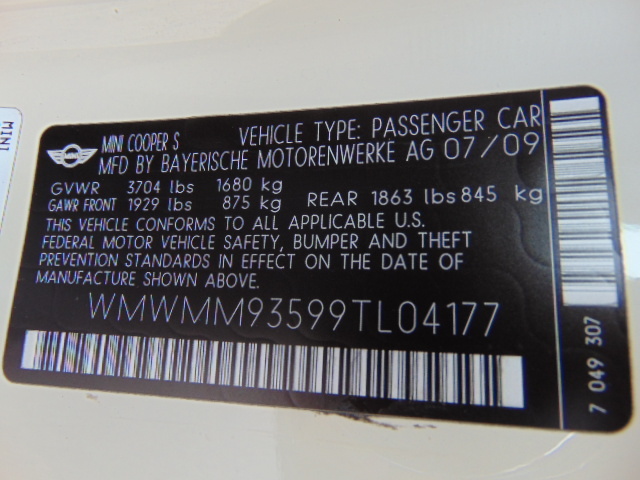 MINI
MINI
MINI COOPER S VEHICLE TYPE: PASSENGER CAR
MFD BY BAYERISCHE MOTORENWERKE AG 07/09
GVWR 3704 lbs 1680 kg
GAWR FRONT 1929 lbs 875 kg REAR 1863 lbs 845 kg
THIS VEHICLE CONFORMS TO ALL APPLICABLE U.S.
FEDERAL MOTOR VEHICLE SAFETY, BUMPER AND THEFT
PREVENTION STANDARDS IN EFFECT ON THE DATE OF
MANUFACTURE SHOWN ABOVE.
WMWMM93599TL04177
7 049 307